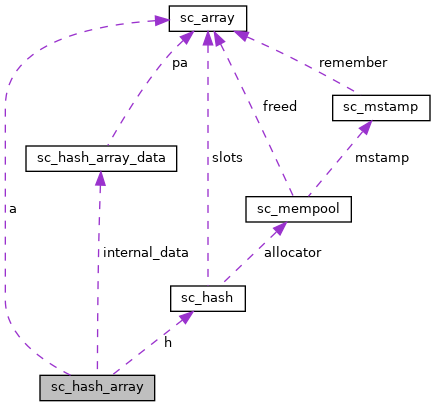 sc_array
pa
remember
sc_mstamp
freed
sc_hash_array_data
slots
mstamp
a
sc_mempool
internal_data
allocator
sc_hash
h
sc_hash_array